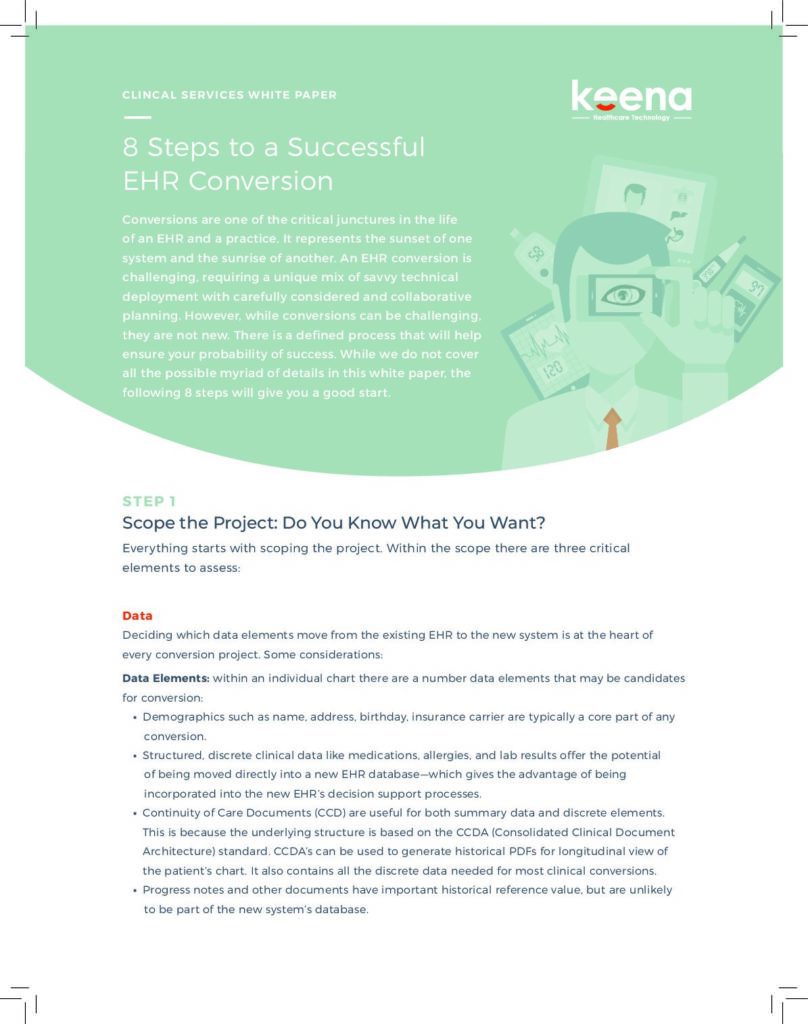 CLINCAL SERVICES WHITE PAPER
keena
Healthcare Technology
8 Steps to a Successful
EHR Conversion
Conversions are one of the critical junctures in the life
of an EHR and a practice. It represents the sunset of one
system and the sunrise of another. An EHR conversion is
challenging, requiring a unique mix of savvy technical
deployment with carefully considered and collaborative
planning. However, while conversions can be challenging,
they are not new. There is a defined process that will help
ensure your probability of success. While we do not cover
all the possible myriad of details in this white paper, the
following 8 steps will give you a good start.
98
97
120
STEP 1
Scope the Project: Do You Know What You Want?
Everything starts with scoping the project. Within the scope there are three critical
elements to assess:
Data
Deciding which data elements move from the existing EHR to the new system is at the heart of
every conversion project. Some considerations:
Data Elements: within an individual chart there are a number data elements that may be candidates
for conversion:
• Demographics such as name, address, birthday, insurance carrier are typically a core part of any
conversion.
• Structured, discrete clinical data like medications, allergies, and lab results offer the potential
of being moved directly into a new EHR database—which gives the advantage of being
incorporated into the new EHR's decision support processes.
• Continuity of Care Documents (CCD) are useful for both summary data and discrete elements.
This is because the underlying structure is based on the CCDA (Consolidated Clinical Document
Architecture) standard. CCDA's can be used to generate historical PDFs for longitudinal view of
the patient's chart. It also contains all the discrete data needed for most clinical conversions.
• Progress notes and other documents have important historical reference value, but are unlikely
to be part of the new system's database.